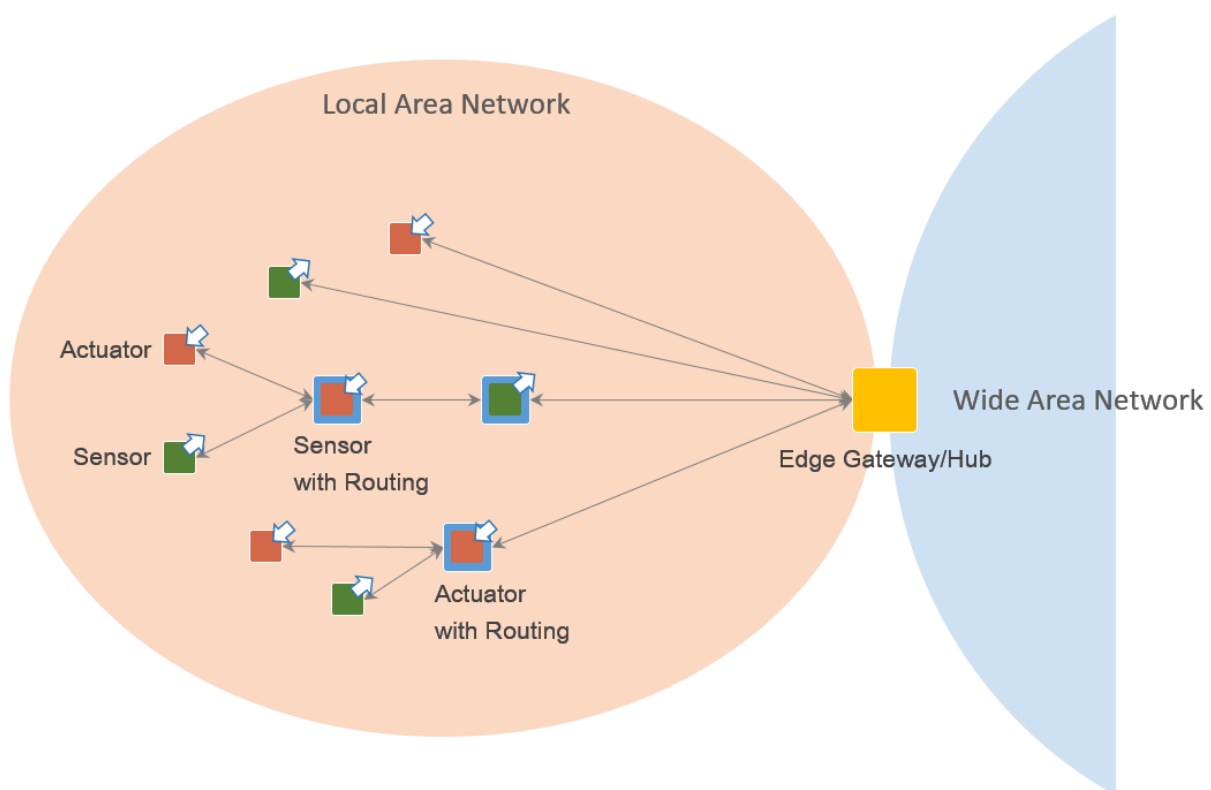 Local Area Network
Actuator
Wide Area Network
Sensor
Sensor
with Routing
Edge Gateway/Hub
Actuator
with Routing